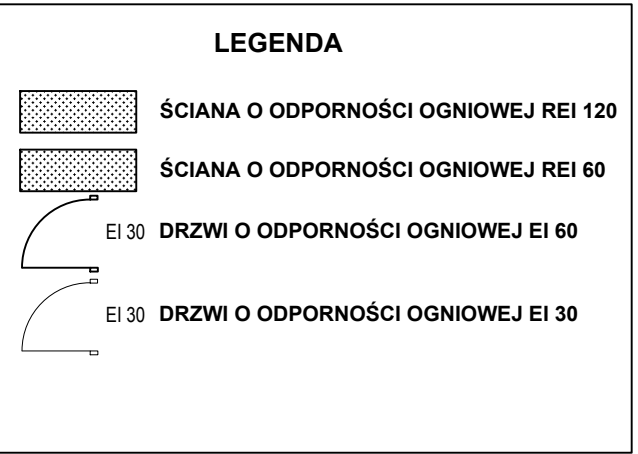 LEGENDA
ŚCIANA O ODPORNOŚCI OGNIOWEJ REI 120
ŚCIANA O ODPORNOŚCI OGNIOWEJ REI 60
EI 30 DRZWI O ODPORNOŚCI OGNIOWEJ EI 60
EI 30 DRZWI O ODPORNOŚCI OGNIOWEJ EI 30